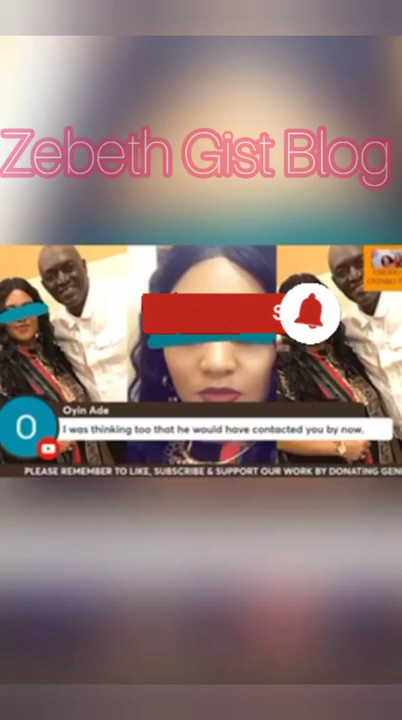 Zebeth Gist Blog
S
O
Oyin Ade
I was thinking too that he would have contacted you by now.
PLEASE REMEMBER TO LIKE, SUBSCRIBE & SUPPORT OUR WORK BY DONATING GEN